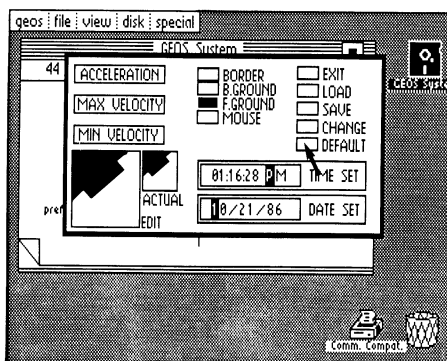 geos file view disk special
GEOS System
44
ACCELERATION
MAX VELOCITY
MIN VELOCITY
BORDER
B.GROUND
F.GROUND
MOUSE
EXIT
LOAD
SAVE
CHANGE
DEFAULT
ACTUAL
EDIT
01:16:28 PM TIME SET
10/21/86 DATE SET
pref
GEOS Syste
Comm. Compat.